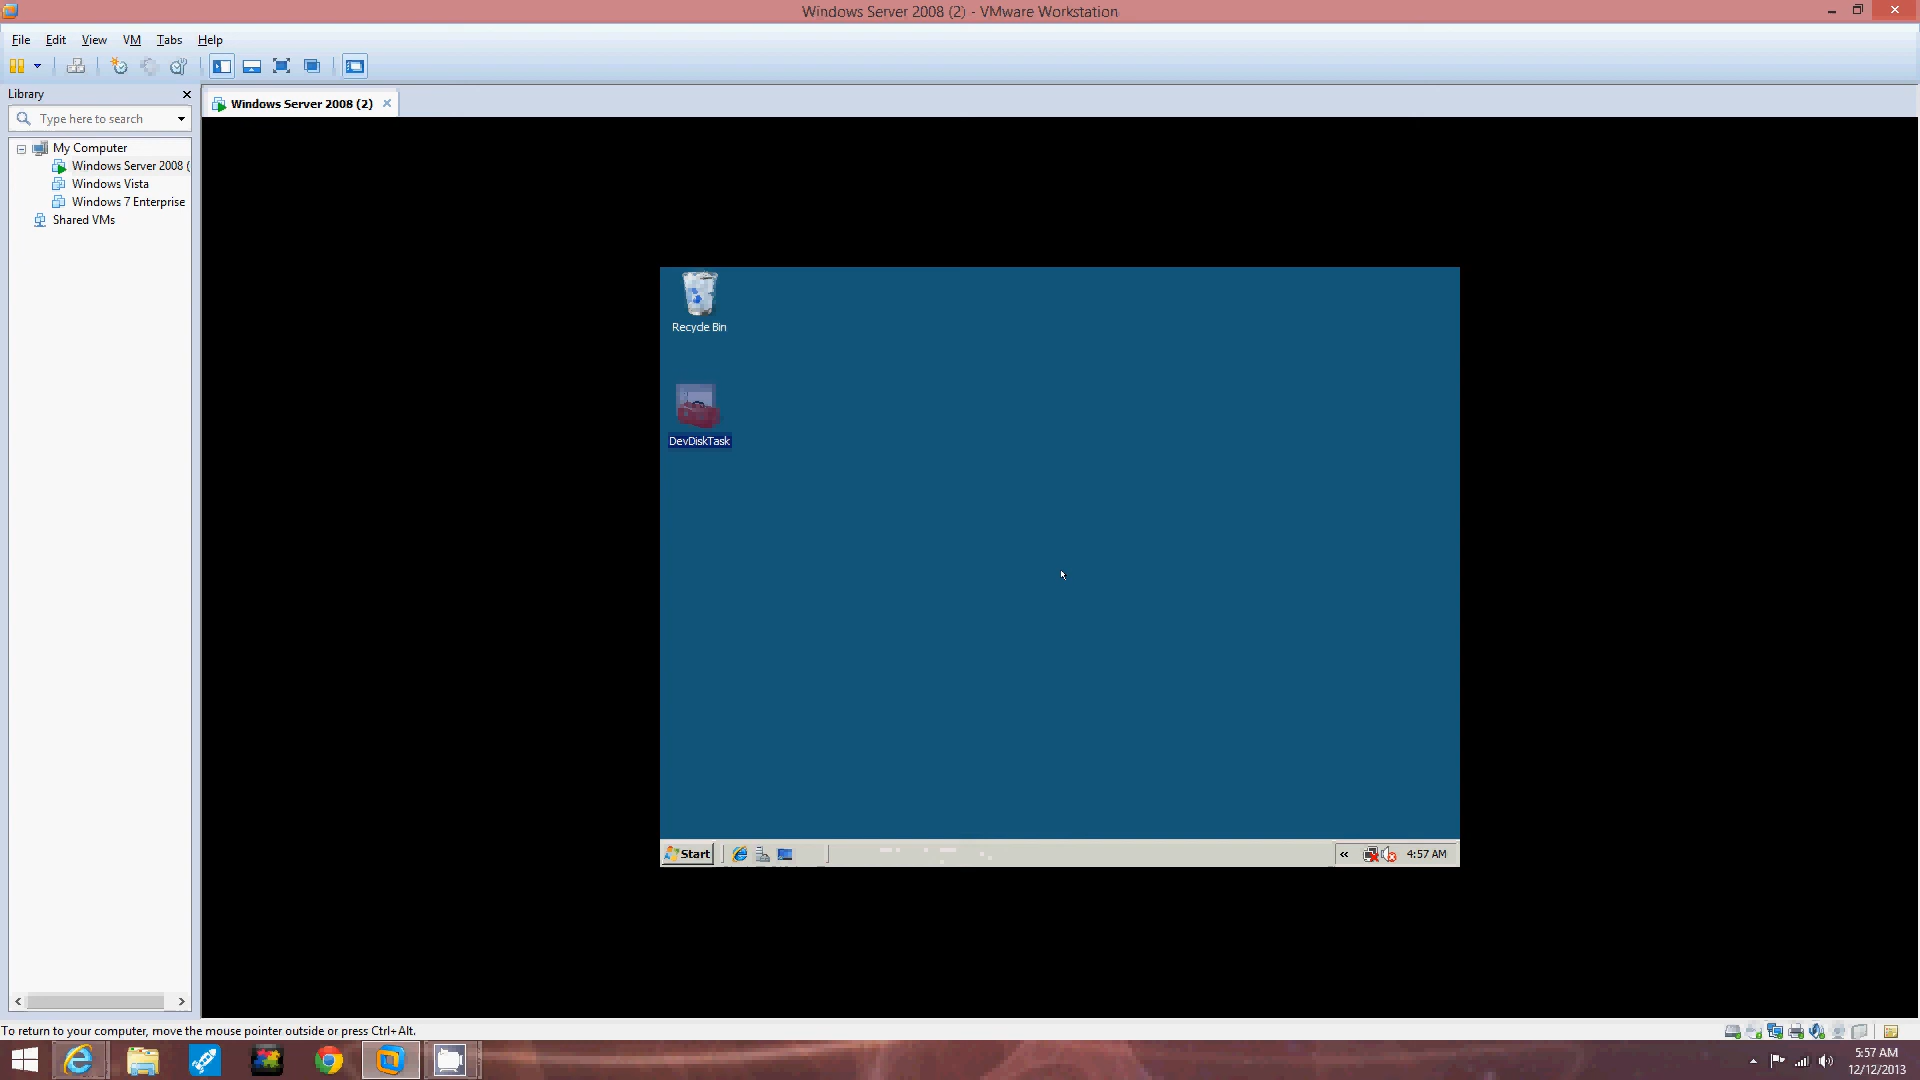 Windows Server 2008 (2) - VMware Workstation
File Edit View VM Tabs Help
Library
Windows Server 2008 (2)
Type here to search
My Computer
Windows Server 2008 (
Windows Vista
Windows 7 Enterprise
Shared VMs
Recycle Bin
DevDiskTask
Start
4:57 AM
To return to your computer, move the mouse pointer outside or press Ctrl+Alt.
5:57 AM
12/12/2013